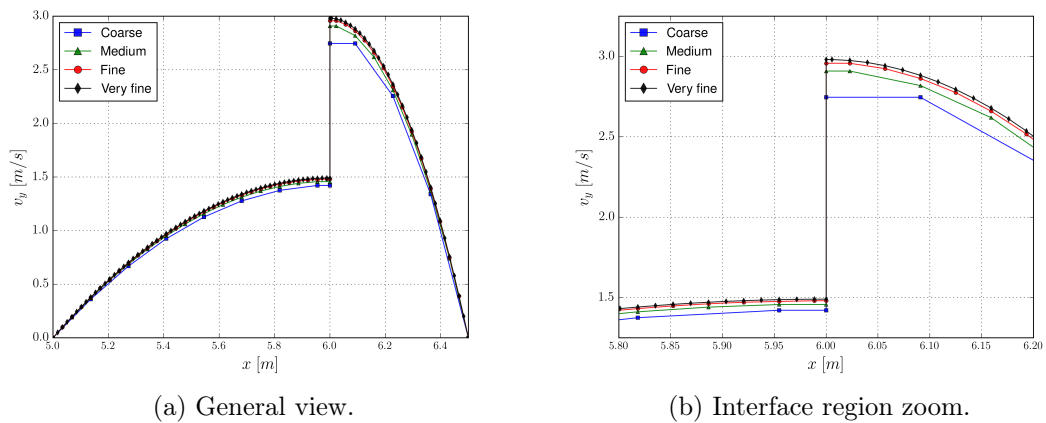 3.0
2.5
2.0
1.5
1.0
0.5
0.0
v_y [m/s]
Coarse
Medium
Fine
Very fine
5.0 5.2 5.4 5.6 5.8 6.0 6.2 6.4
x [m]
(a) General view.
3.0
2.5
2.0
1.5
v_y [m/s]
Coarse
Medium
Fine
Very fine
5.80 5.85 5.90 5.95 6.00 6.05 6.10 6.15 6.20
x [m]
(b) Interface region zoom.